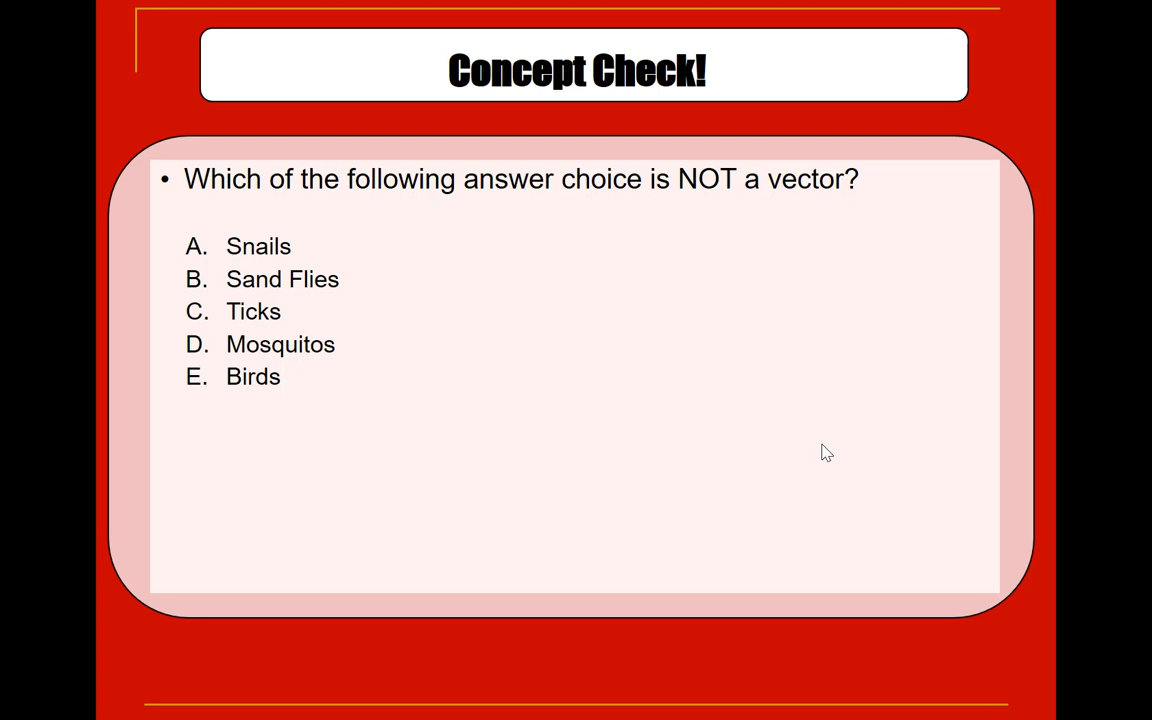 Concept Check!
• Which of the following answer choice is NOT a vector?
A. Snails
B. Sand Flies
C. Ticks
D. Mosquitos
E. Birds